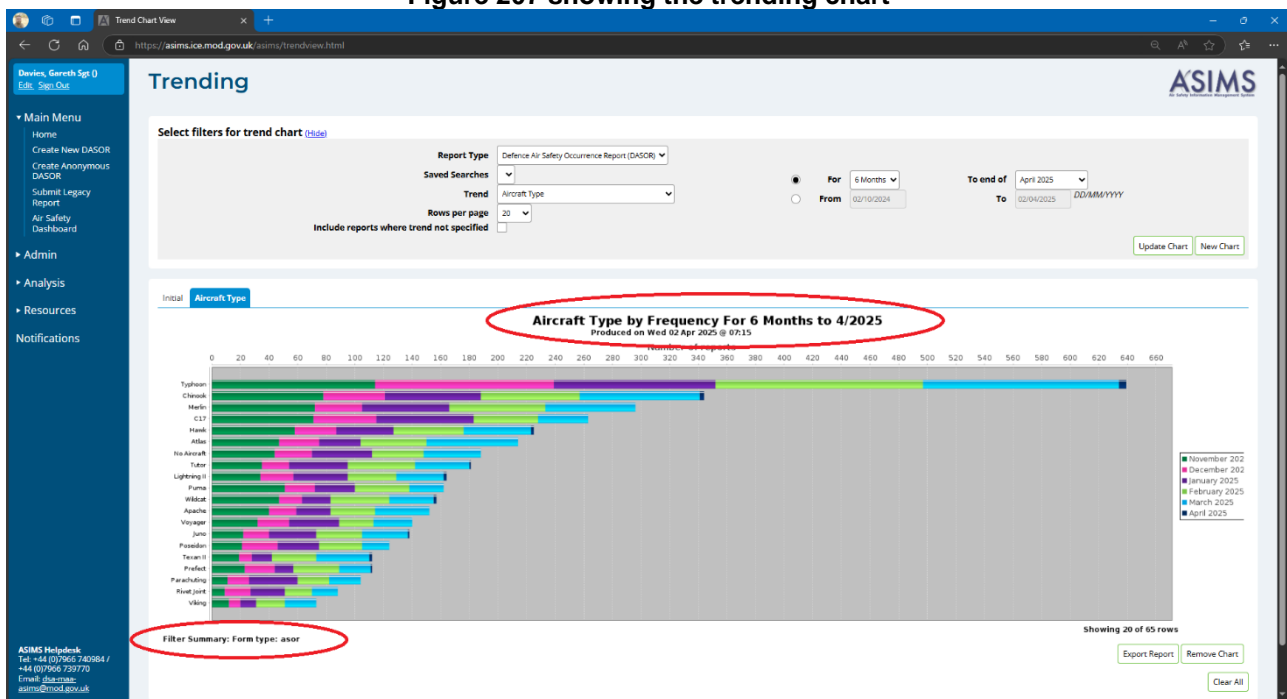 Figure 207 showing the trending chart
Trend Chart View
https://asims.ice.mod.gov.uk/asims/trendview.html
Davies, Gareth Sgt ()
Edit Sign Out
Main Menu
Home
Create New DASOR
Create Anonymous
DASOR
Submit Legacy
Report
Air Safety
Dashboard
Admin
Analysis
Resources
Notifications
ASIMS Helpdesk
Tel: +44 (0)7966 740984 /
+44 (0)7966 739770
Email: dsa-maa-
asims@mod.gov.uk
Trending
ASIMS
Air Safety Information Management System
Select filters for trend chart (Hide)
Report Type Defence Air Safety Occurrence Report (DASOR)
Saved Searches
Trend Aircraft Type
Rows per page 20
Include reports where trend not specified
For 6 Months To end of April 2025
From 02/10/2024 To 02/04/2025 DD/MM/YYYY
Update Chart New Chart
Initial Aircraft Type
Aircraft Type by Frequency For 6 Months to 4/2025
Produced on Wed 02 Apr 2025 @ 07:15
Number of reports
0 20 40 60 80 100 120 140 160 180 200 220 240 260 280 300 320 340 360 380 400 420 440 460 480 500 520 540 560 580 600 620 640 660
Typhoon
Chinook
Merlin
C17
Hawk
Atlas
No Aircraft
Tutor
Lightning II
Puma
Wildcat
Apache
Voyager
Juno
Poseidon
Texan II
Prefect
Parachuting
Rivet Joint
Viking
November 202
December 202
January 2025
February 2025
March 2025
April 2025
Showing 20 of 65 rows
Filter Summary: Form type: asor
Export Report Remove Chart
Clear All